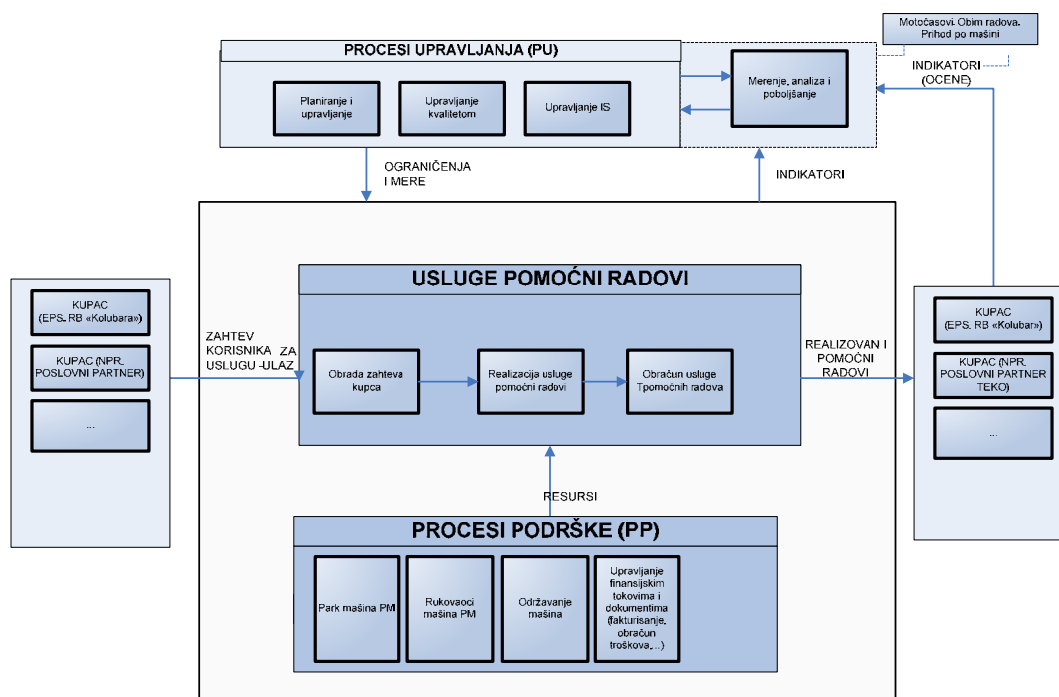 Motočasovi. Obim radova.
Prihod po mašini
PROCESI UPRAVLJANJA (PU)
INDIKATORI
(OCENE)
Planiranje i
upravljanje
Upravljanje
kvalitetom
Upravljanje IS
Merenje, analiza i
poboljšanje
OGRANIČENJA
I MERE
INDIKATORI
USLUGE POMOĆNI RADOVI
KUPAC
(EPS. RB «Kolubara»)
KUPAC (NPR.
POSLOVNI PARTNER)
...
ZAHTEV
KORISNIKA ZA
USLUGU -ULAZ
Obrada zahteva
kupca
Realizacija usluge
pomoćni radovi
Obračun usluge
Tpomoćnih radova
REALIZOVAN I
POMOĆNI
RADOVI
KUPAC
(EPS. RB «Kolubar»)
KUPAC (NPR.
POSLOVNI PARTNER
TEKO)
...
RESURSI
PROCESI PODRŠKE (PP)
Park mašina PM
Rukovaoci
mašina PM
Održavanje
mašina
Upravljanje
finansijskim
tokovima i
dokumentima
(fakturisanje,
obračun
troškova,...)